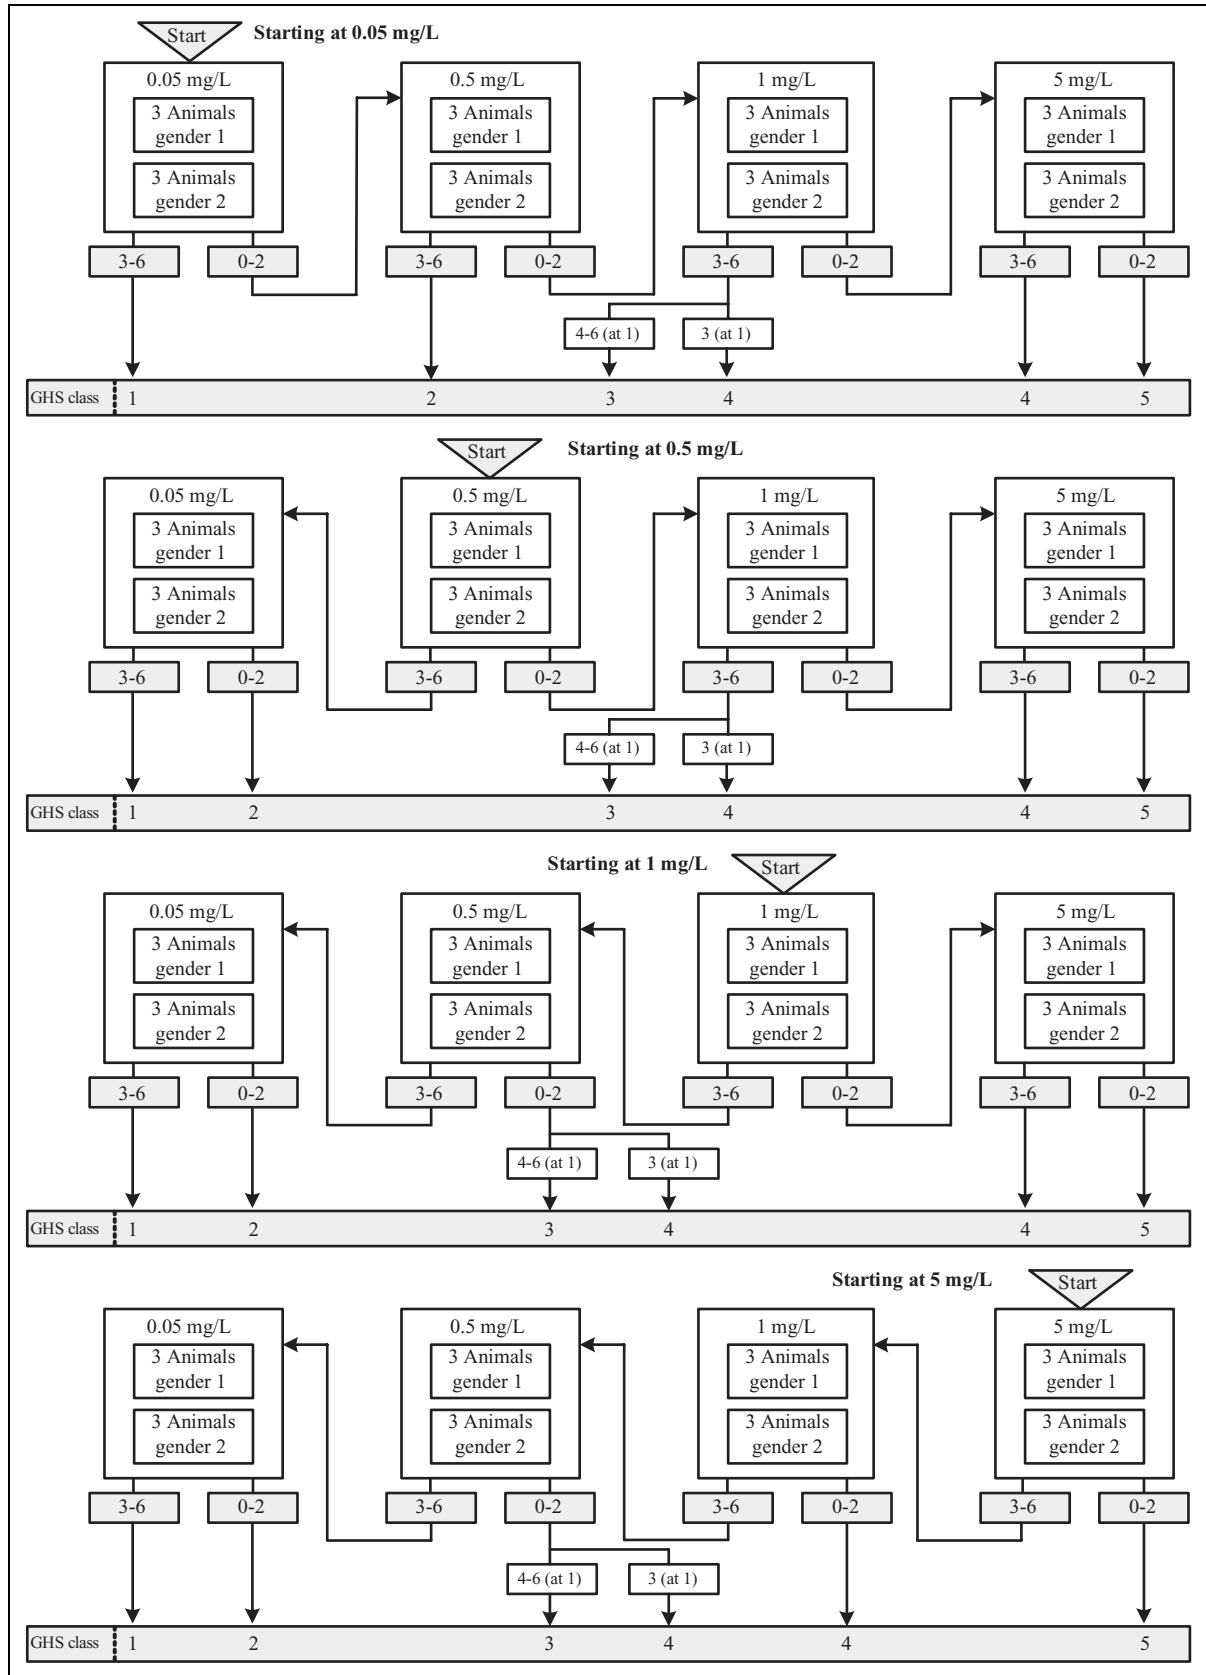 Start Starting at 0.05 mg/L
0.05 mg/L 0.5 mg/L 1 mg/L 5 mg/L
3 Animals 3 Animals 3 Animals 3 Animals
gender 1 gender 1 gender 1 gender 1
3 Animals 3 Animals 3 Animals 3 Animals
gender 2 gender 2 gender 2 gender 2
3-6 0-2 3-6 0-2 3-6 0-2 3-6 0-2
4-6 (at 1) 3 (at 1)
GHS class 1 2 3 4 4 5
Start Starting at 0.5 mg/L
0.05 mg/L 0.5 mg/L 1 mg/L 5 mg/L
3 Animals 3 Animals 3 Animals 3 Animals
gender 1 gender 1 gender 1 gender 1
3 Animals 3 Animals 3 Animals 3 Animals
gender 2 gender 2 gender 2 gender 2
3-6 0-2 3-6 0-2 3-6 0-2 3-6 0-2
4-6 (at 1) 3 (at 1)
GHS class 1 2 3 4 4 5
Starting at 1 mg/L Start
0.05 mg/L 0.5 mg/L 1 mg/L 5 mg/L
3 Animals 3 Animals 3 Animals 3 Animals
gender 1 gender 1 gender 1 gender 1
3 Animals 3 Animals 3 Animals 3 Animals
gender 2 gender 2 gender 2 gender 2
3-6 0-2 3-6 0-2 3-6 0-2 3-6 0-2
4-6 (at 1) 3 (at 1)
GHS class 1 2 3 4 4 5
Starting at 5 mg/L Start
0.05 mg/L 0.5 mg/L 1 mg/L 5 mg/L
3 Animals 3 Animals 3 Animals 3 Animals
gender 1 gender 1 gender 1 gender 1
3 Animals 3 Animals 3 Animals 3 Animals
gender 2 gender 2 gender 2 gender 2
3-6 0-2 3-6 0-2 3-6 0-2 3-6 0-2
4-6 (at 1) 3 (at 1)
GHS class 1 2 3 4 4 5